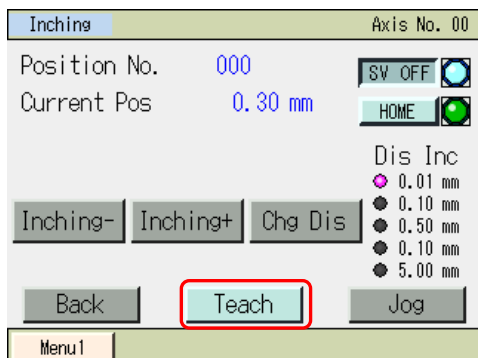 Inching Axis No. 00
Position No. 000
SV OFF
Current Pos 0.30 mm
HOME
Dis Inc
0.01 mm
0.10 mm
0.50 mm
0.10 mm
5.00 mm
Inching- Inching+ Chg Dis
Back Teach Jog
Menu1